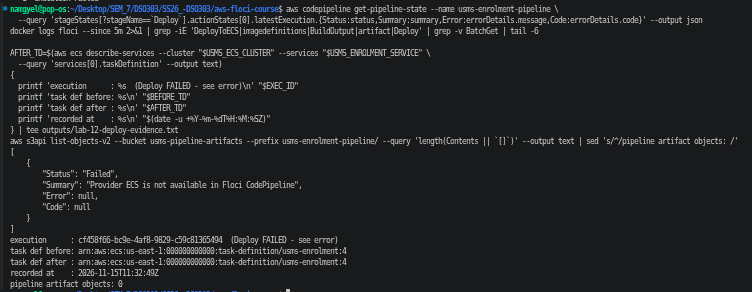 namgyel@pop-os:~/Desktop/SEM_7/DSO303/SS26_-DSO303/aws-floci-course$ aws codepipeline get-pipeline-state --name usms-enrolment-pipeline \
--query 'stageStates[?stageName==`Deploy`].actionStates[0].latestExecution.{Status:status,Summary:summary,Error:errorDetails.message,Code:errorDetails.code}' --output json
docker logs floci --since 5m 2>&1 | grep -iE 'DeployToECS|imagedefinitions|BuildOutput|artifact|Deploy' | grep -v BatchGet | tail -6

AFTER_TD=$(aws ecs describe-services --cluster "$USMS_ECS_CLUSTER" --services "$USMS_ENROLMENT_SERVICE" \
--query 'services[0].taskDefinition' --output text)
{
printf 'execution      : %s  (Deploy FAILED - see error)\n' "$EXEC_ID"
printf 'task def before: %s\n' "$BEFORE_TD"
printf 'task def after : %s\n' "$AFTER_TD"
printf 'recorded at    : %s\n' "$(date -u +%Y-%m-%dT%H:%M:%SZ)"
} | tee outputs/lab-12-deploy-evidence.txt
aws s3api list-objects-v2 --bucket usms-pipeline-artifacts --prefix usms-enrolment-pipeline/ --query 'length(Contents || `[]`)' --output text | sed 's/^/pipeline artifact objects: /'
[
{
"Status": "Failed",
"Summary": "Provider ECS is not available in Floci CodePipeline",
"Error": null,
"Code": null
}
]
execution      : cf458f66-bc9e-4af8-9829-c59c81365494  (Deploy FAILED - see error)
task def before: arn:aws:ecs:us-east-1:000000000000:task-definition/usms-enrolment:4
task def after : arn:aws:ecs:us-east-1:000000000000:task-definition/usms-enrolment:4
recorded at    : 2026-11-15T11:32:49Z
pipeline artifact objects: 0